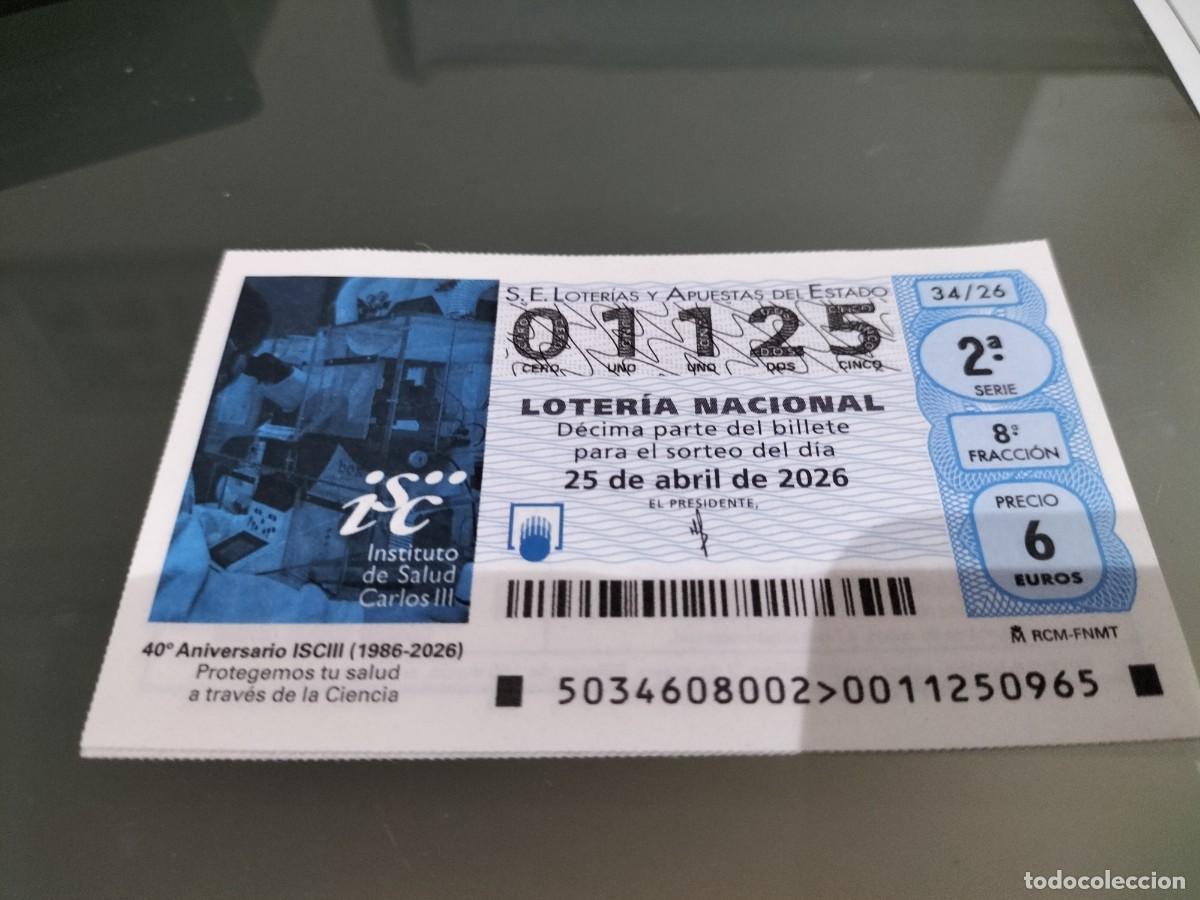 S. E. LOTERÍAS Y APUESTAS DEL ESTADO
01125
CERO UNO UNO DOS CINCO
LOTERÍA NACIONAL
Décima parte del billete
para el sorteo del día
25 de abril de 2026
EL PRESIDENTE,
34/26
2.ª
SERIE
8.ª
FRACCIÓN
PRECIO
6
EUROS
RCM-FNMT
isc
Instituto
de Salud
Carlos III
40º Aniversario ISCIII (1986-2026)
Protegemos tu salud
a través de la Ciencia
5034608002>0011250965
todocoleccion